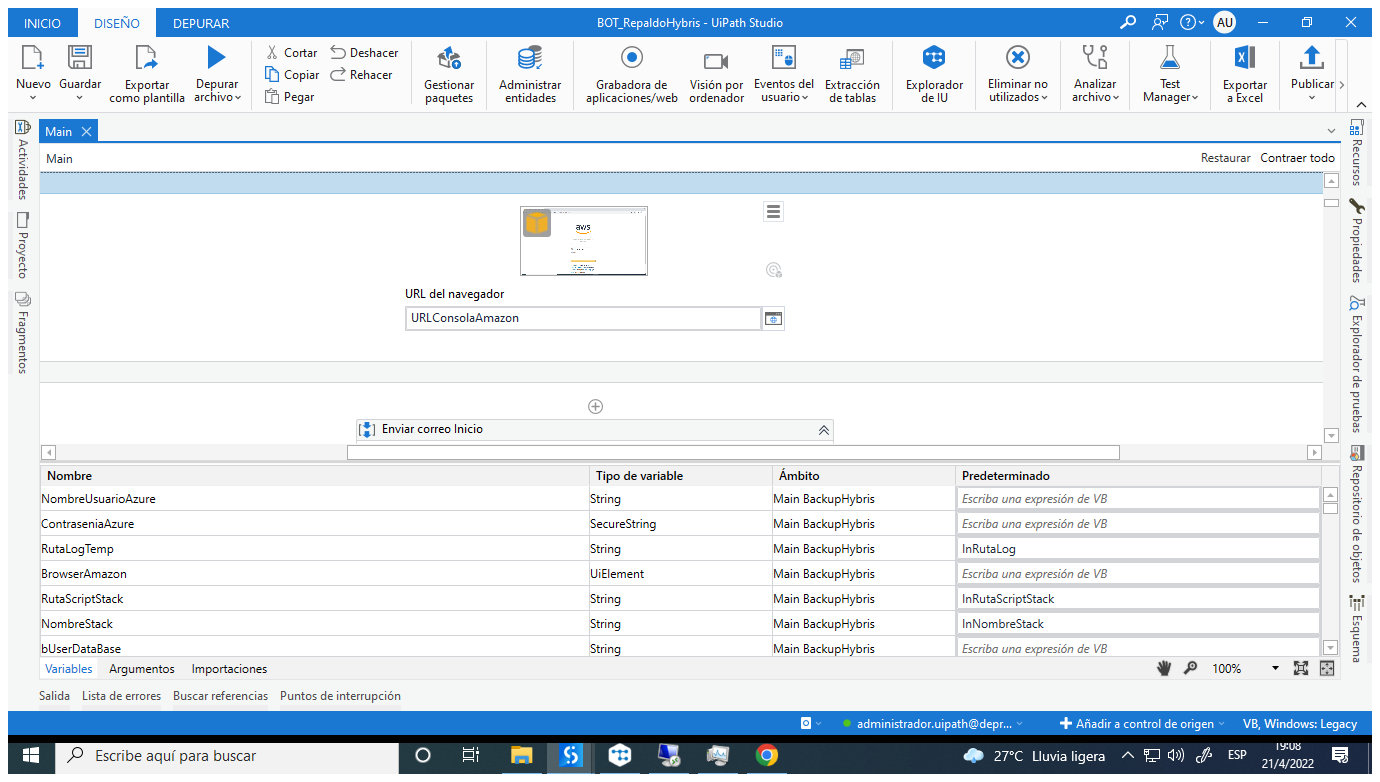 INICIO DISEÑO DEPURAR BOT_RepaldoHybris - UiPath Studio AU
Nuevo Guardar Exportar como plantilla Depurar archivo
Cortar Deshacer
Copiar Rehacer
Pegar
Gestionar paquetes
Administrar entidades
Grabadora de aplicaciones/web
Visión por ordenador
Eventos del usuario
Extracción de tablas
Explorador de IU
Eliminar no utilizados
Analizar archivo
Test Manager
Exportar a Excel
Publicar
Main
Main Restaurar Contraer todo
Actividades
Proyecto
Fragmentos
aws
URL del navegador
URLConsolaAmazon
Enviar correo Inicio
Recursos
Propiedades
Explorador de pruebas
Repositorio de objetos
Esquema
Nombre Tipo de variable Ámbito Predeterminado
NombreUsuarioAzure String Main BackupHybris Escriba una expresión de VB
ContraseniaAzure SecureString Main BackupHybris Escriba una expresión de VB
RutaLogTemp String Main BackupHybris InRutaLog
BrowserAmazon UiElement Main BackupHybris Escriba una expresión de VB
RutaScriptStack String Main BackupHybris InRutaScriptStack
NombreStack String Main BackupHybris InNombreStack
bUserDataBase String Main BackupHybris Escriba una expresión de VB
Variables Argumentos Importaciones 100%
Salida Lista de errores Buscar referencias Puntos de interrupción
administrador.uipath@depr... Añadir a control de origen VB, Windows: Legacy
Escribe aquí para buscar 27°C Lluvia ligera ESP 19:08
21/4/2022